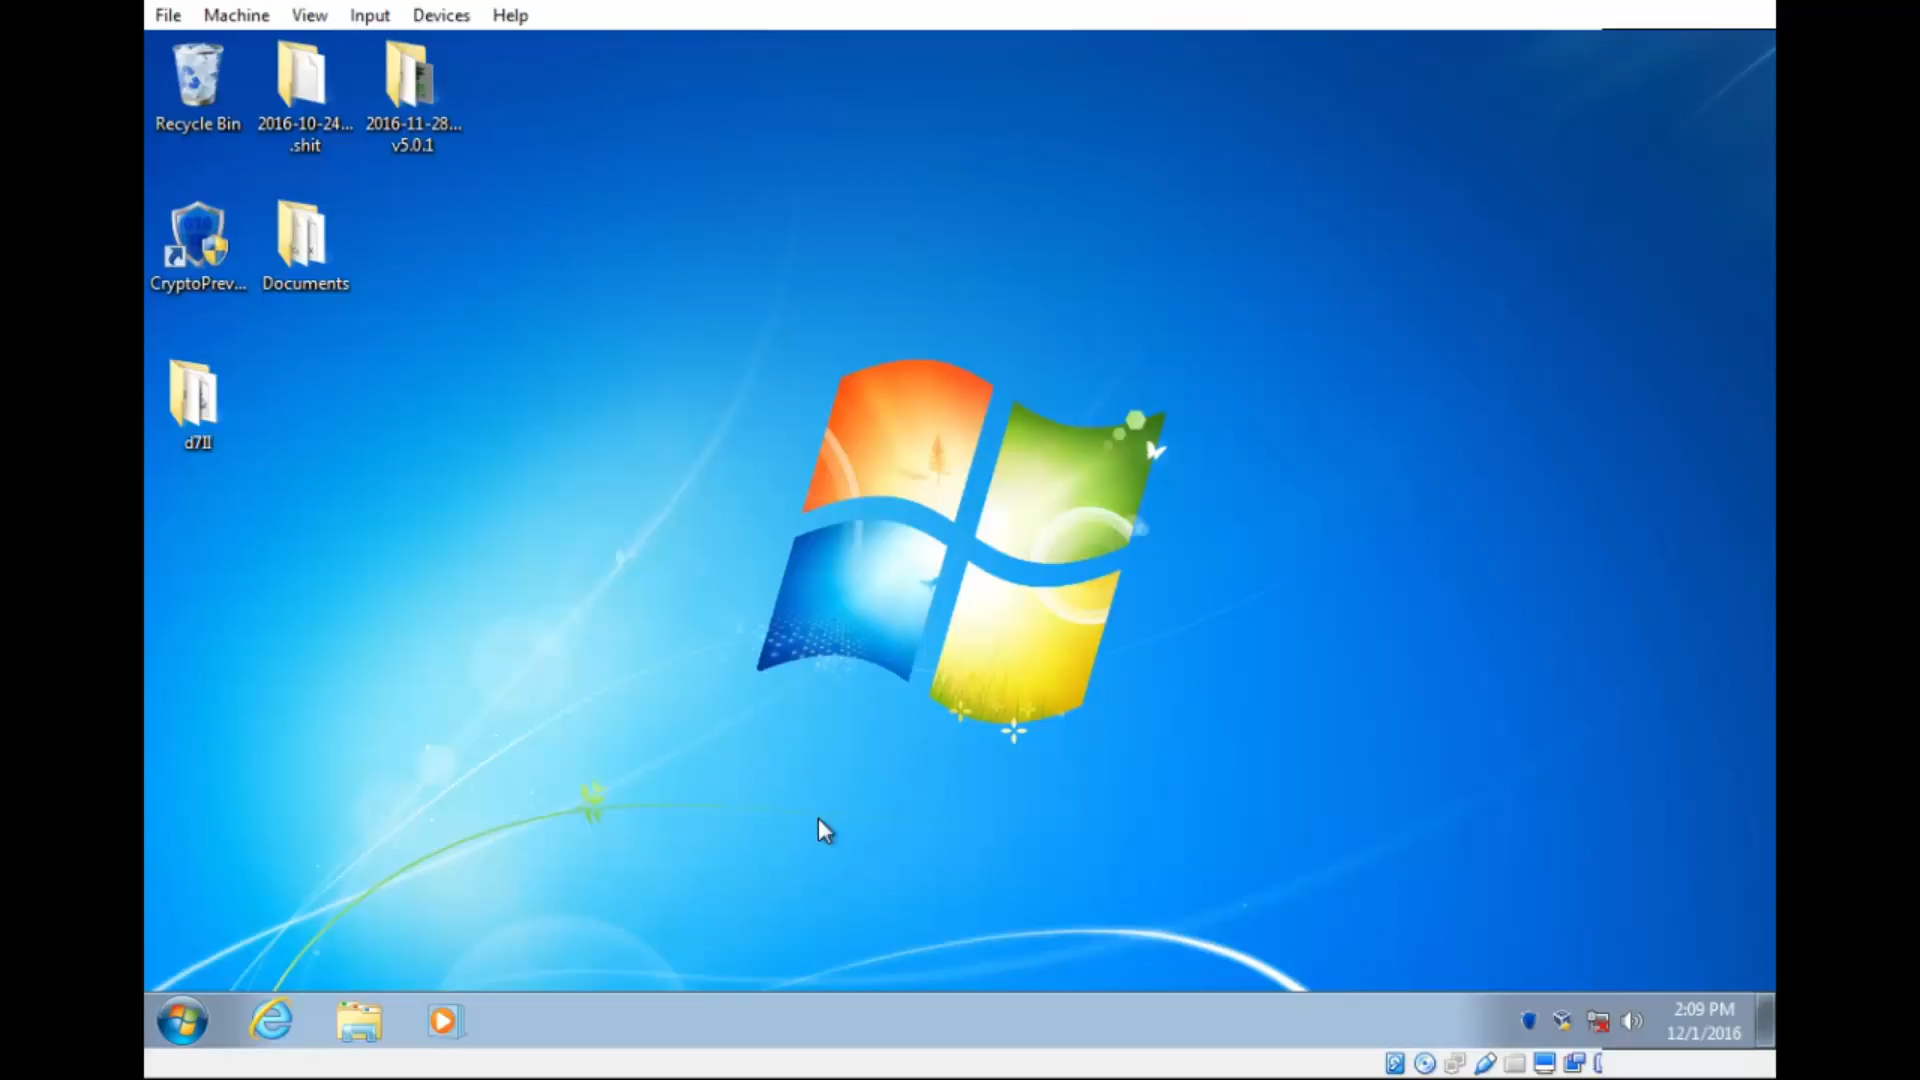 File Machine View Input Devices Help
Recycle Bin
2016-10-24...
.shit
2016-11-28...
v5.0.1
CryptoPrev...
Documents
d7II
2:09 PM
12/1/2016